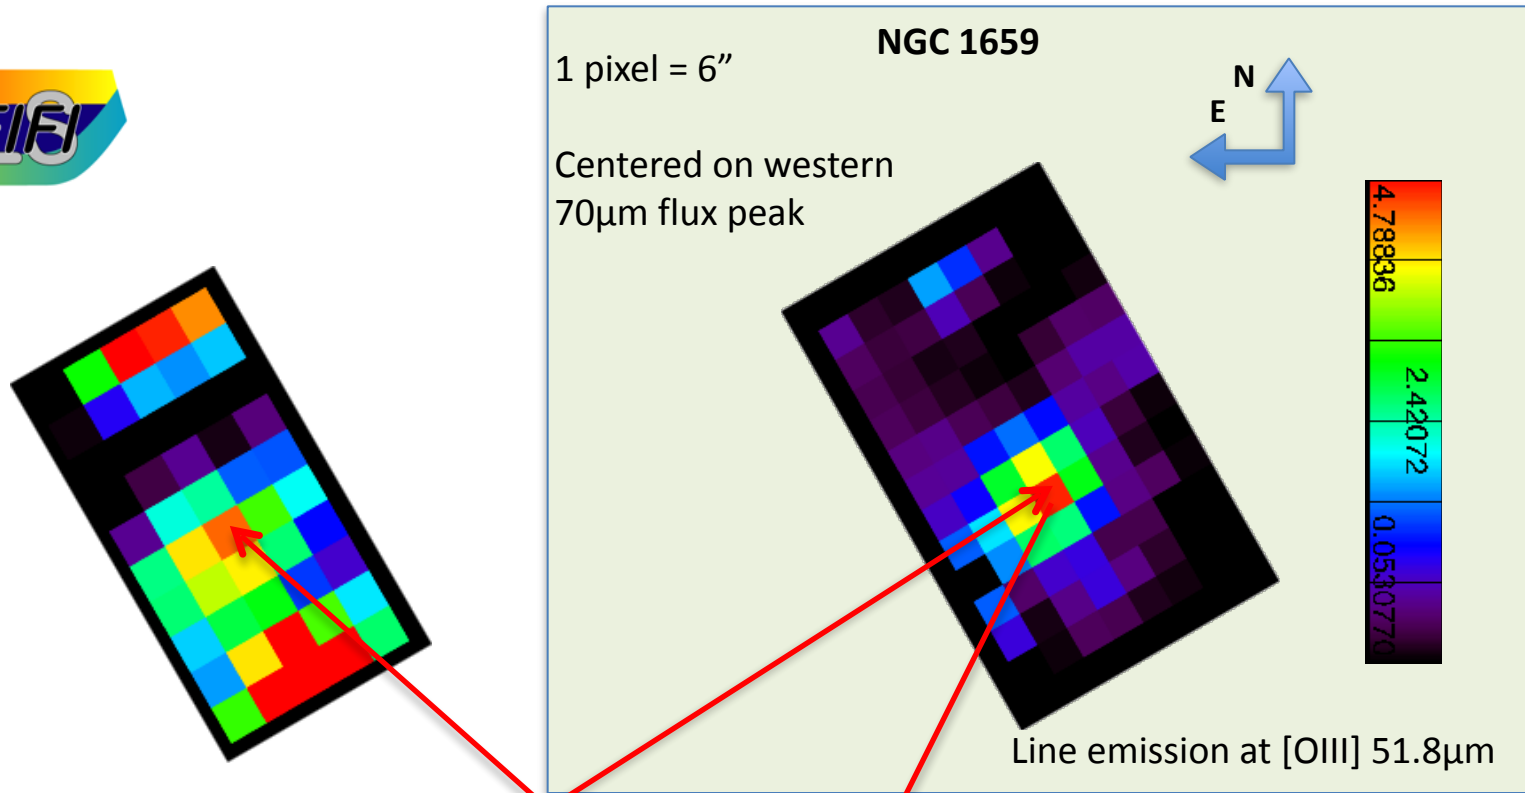 NGC 1659
1 pixel = 6”
N
E
Centered on western
70µm flux peak
4.78836
2.42072
0.0530770
Line emission at [OIII] 51.8µm